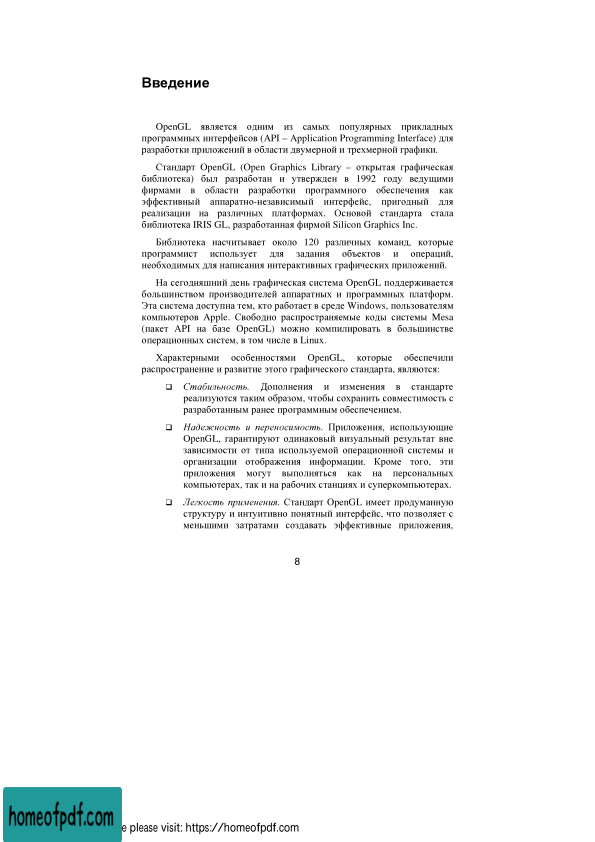 Введение
OpenGL является одним из самых популярных прикладных
программных интерфейсов (API – Application Programming Interface) для
разработки приложений в области двумерной и трехмерной графики.
Стандарт OpenGL (Open Graphics Library – открытая графическая
библиотека) был разработан и утвержден в 1992 году ведущими
фирмами в области разработки программного обеспечения как
эффективный аппаратно-независимый интерфейс, пригодный для
реализации на различных платформах. Основой стандарта стала
библиотека IRIS GL, разработанная фирмой Silicon Graphics Inc.
Библиотека насчитывает около 120 различных команд, которые
программист использует для задания объектов и операций,
необходимых для написания интерактивных графических приложений.
На сегодняшний день графическая система OpenGL поддерживается
большинством производителей аппаратных и программных платформ.
Эта система доступна тем, кто работает в среде Windows, пользователям
компьютеров Apple. Свободно распространяемые коды системы Mesa
(пакет API на базе OpenGL) можно компилировать в большинстве
операционных систем, в том числе в Linux.
Характерными особенностями OpenGL, которые обеспечили
распространение и развитие этого графического стандарта, являются:
❑ Стабильность. Дополнения и изменения в стандарте
реализуются таким образом, чтобы сохранить совместимость с
разработанным ранее программным обеспечением.
❑ Надежность и переносимость. Приложения, использующие
OpenGL, гарантируют одинаковый визуальный результат вне
зависимости от типа используемой операционной системы и
организации отображения информации. Кроме того, эти
приложения могут выполняться как на персональных
компьютерах, так и на рабочих станциях и суперкомпьютерах.
❑ Легкость применения. Стандарт OpenGL имеет продуманную
структуру и интуитивно понятный интерфейс, что позволяет с
меньшими затратами создавать эффективные приложения,
8
homeofpdf.com
e please visit: https://homeofpdf.com